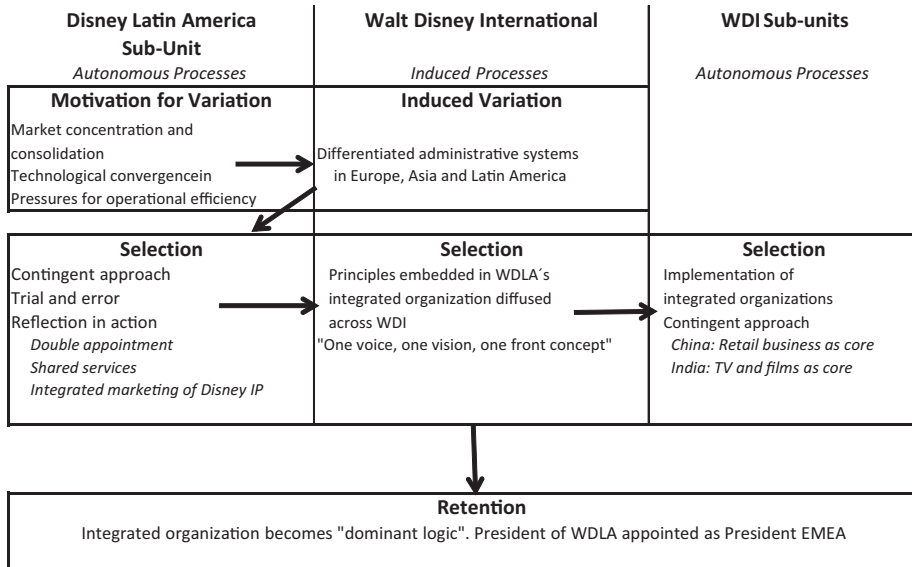 Disney Latin America
Sub-Unit
Autonomous Processes
Walt Disney International
Induced Processes
WDI Sub-units
Autonomous Processes
Motivation for Variation
Market concentration and
consolidation
Technological convergencein
Pressures for operational efficiency
Induced Variation
Differentiated administrative systems
in Europe, Asia and Latin America
Selection
Contingent approach
Trial and error
Reflection in action
Double appointment
Shared services
Integrated marketing of Disney IP
Selection
Principles embedded in WDLA´s
integrated organization diffused
across WDI
"One voice, one vision, one front concept"
Selection
Implementation of
integrated organizations
Contingent approach
China: Retail business as core
India: TV and films as core
Retention
Integrated organization becomes "dominant logic". President of WDLA appointed as President EMEA